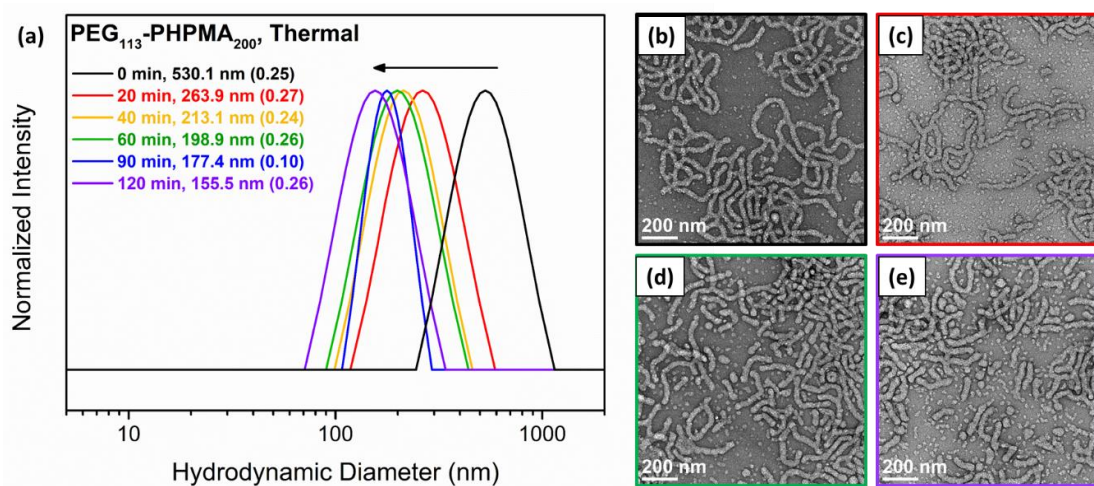 (a)
PEG113-PHPMA200, Thermal
0 min, 530.1 nm (0.25)
20 min, 263.9 nm (0.27)
40 min, 213.1 nm (0.24)
60 min, 198.9 nm (0.26)
90 min, 177.4 nm (0.10)
120 min, 155.5 nm (0.26)
Normalized Intensity
10
100
1000
Hydrodynamic Diameter (nm)
(b)
200 nm
(c)
200 nm
(d)
200 nm
(e)
200 nm